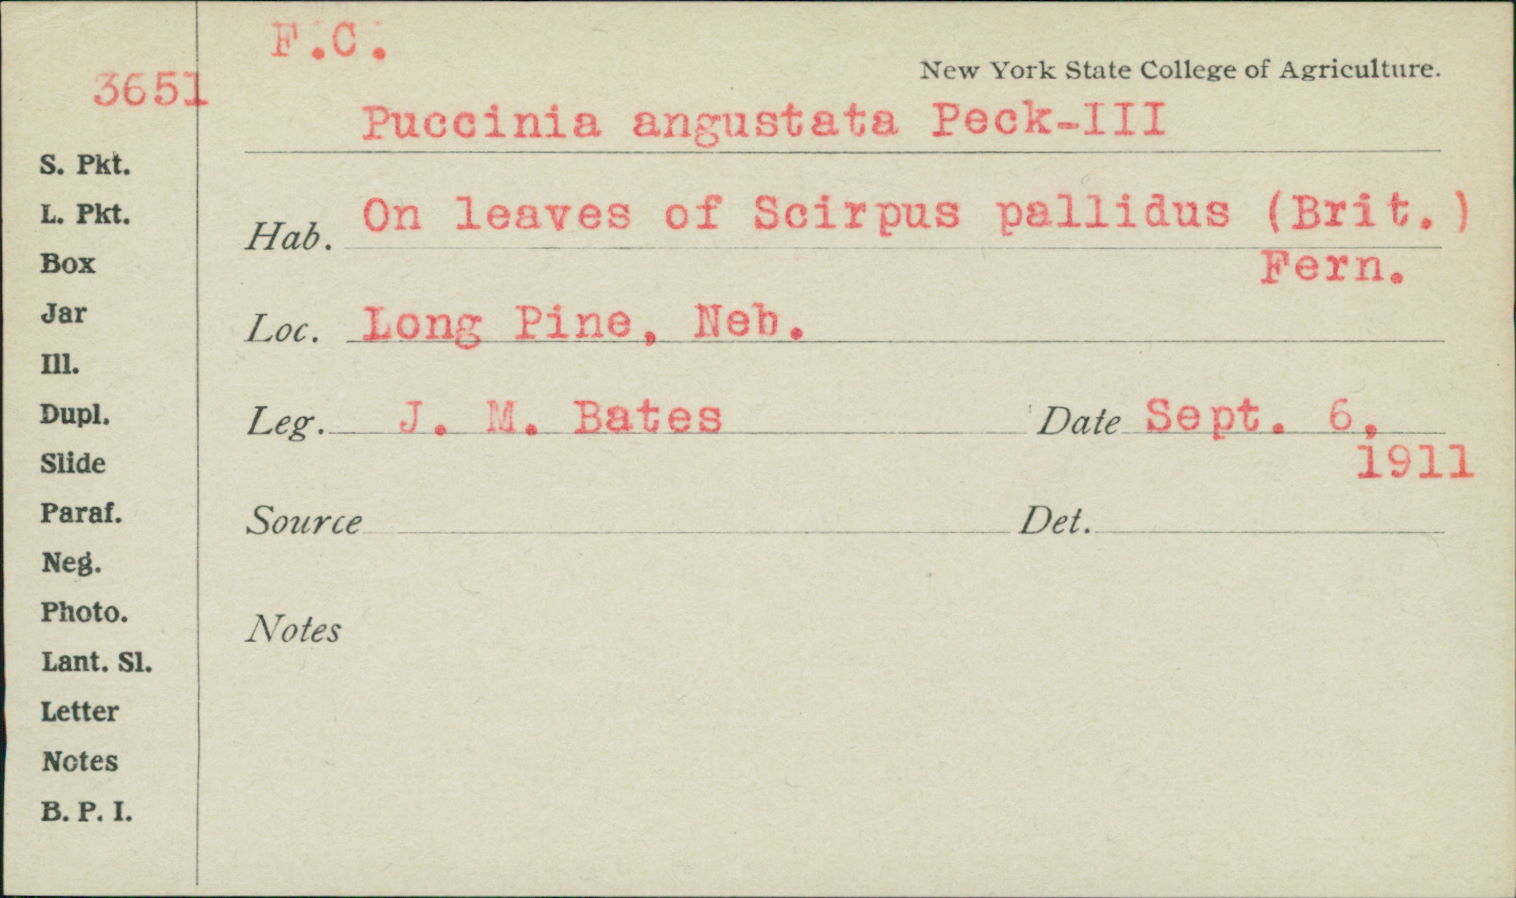 F.C.
3651
New York State College of Agriculture.
Puccinia angustata Peck-III
S. Pkt.
L. Pkt.
Box
Jar
Ill.
Dupl.
Slide
Paraf.
Neg.
Photo.
Lant. Sl.
Letter
Notes
B. P. I.
Hab. On leaves of Scirpus pallidus (Brit.)
Fern.
Loc. Long Pine, Neb.
Leg. J. M. Bates Date Sept. 6,
1911
Source Det.
Notes